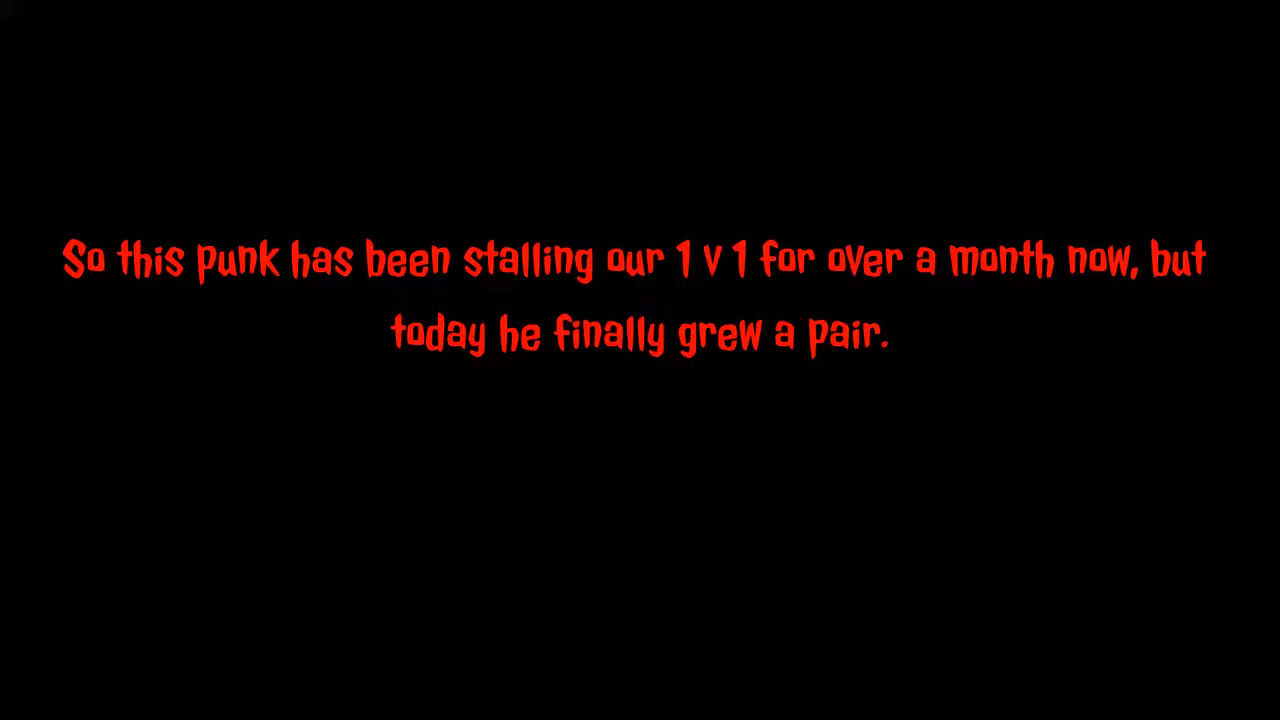 So this punk has been stalling our 1 v 1 for over a month now, but
today he finally grew a pair.